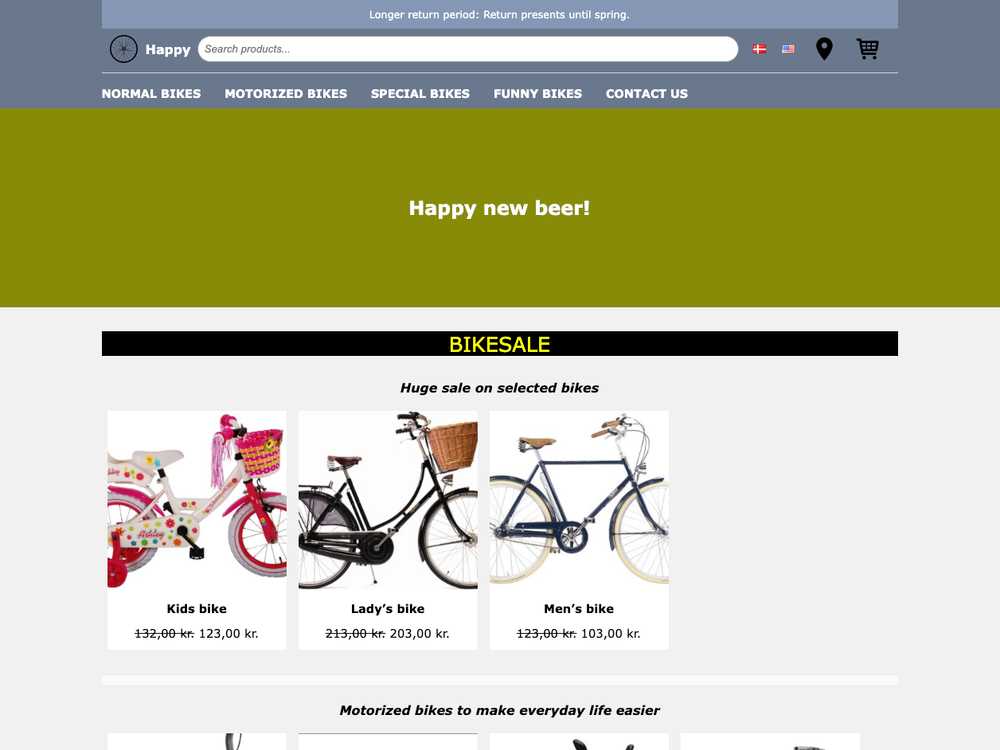 Longer return period: Return presents until spring.
Happy
Search products...
NORMAL BIKES MOTORIZED BIKES SPECIAL BIKES FUNNY BIKES CONTACT US
Happy new beer!
BIKESALE
Huge sale on selected bikes
Ashley
Kids bike
132,00 kr. 123,00 kr.
Lady’s bike
213,00 kr. 203,00 kr.
Men’s bike
123,00 kr. 103,00 kr.
Motorized bikes to make everyday life easier